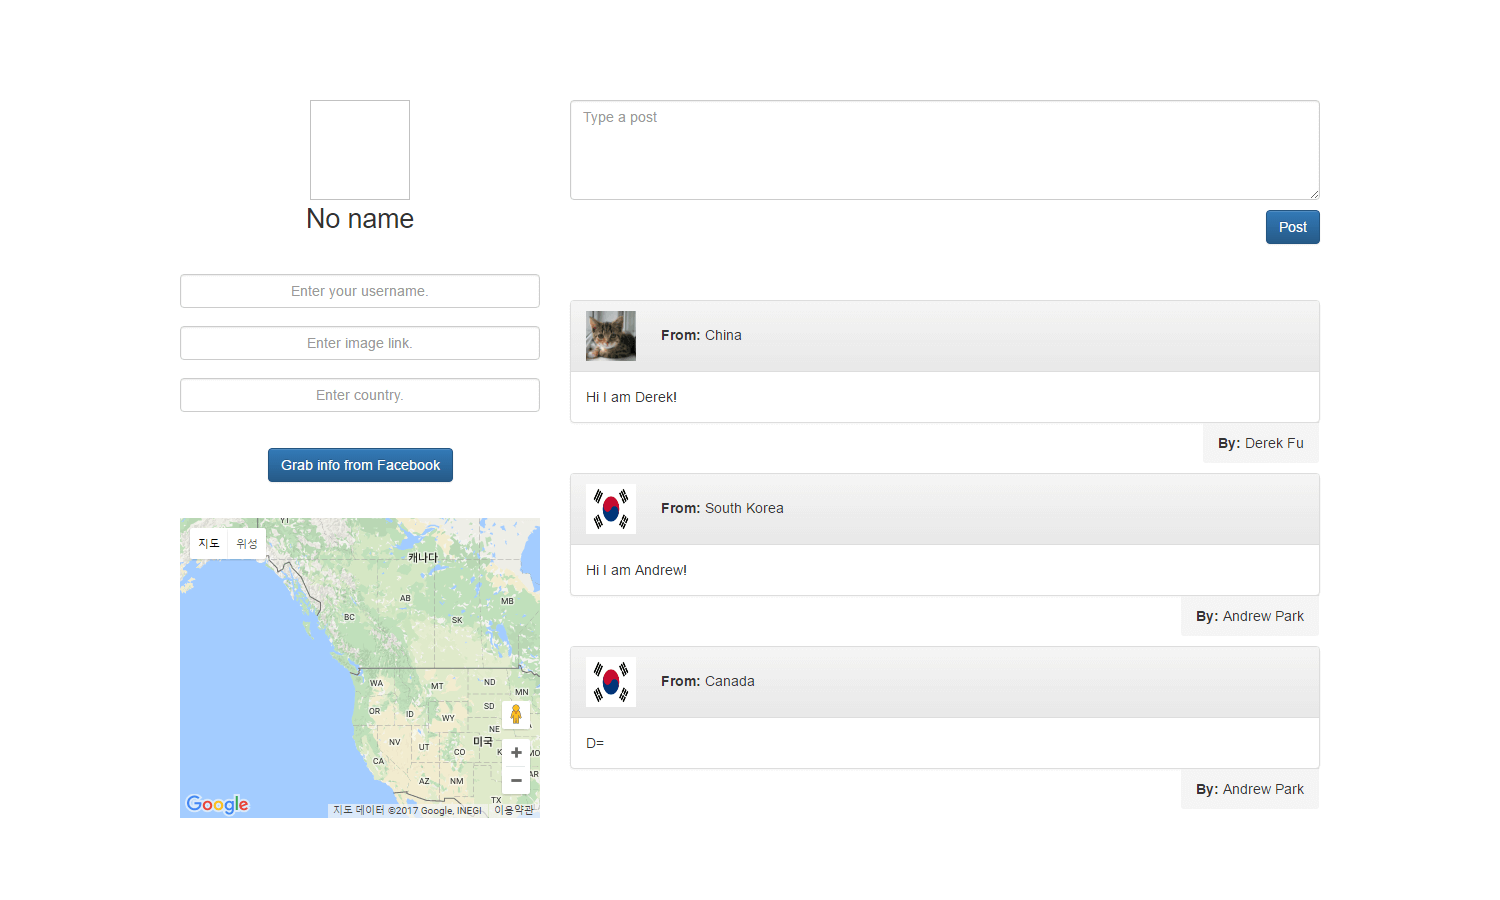 No name
Enter your username.
Enter image link.
Enter country.
Grab info from Facebook
지도 위성
YT
캐나다
AB
MB
BC
SK
WA
MT
ND
MN
OR
ID
SD
WY
NE
NV
UT
미국
CO
MO
CA
AZ
NM
AR
TX
Google
지도 데이터 ©2017 Google, INEGI 이용약관
Type a post
Post
From: China
Hi I am Derek!
By: Derek Fu
From: South Korea
Hi I am Andrew!
By: Andrew Park
From: Canada
D=
By: Andrew Park